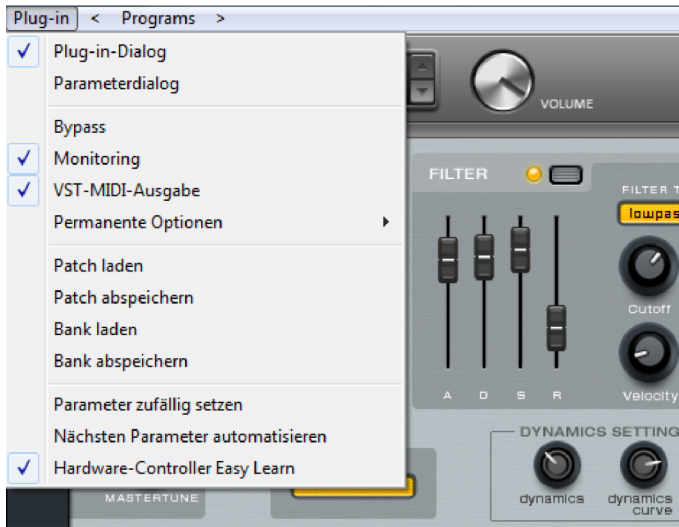 Plug-in < Programs >
Plug-in-Dialog
Parameterdialog
Bypass
Monitoring
VST-MIDI-Ausgabe
Permanente Optionen
Patch laden
Patch abspeichern
Bank laden
Bank abspeichern
Parameter zufällig setzen
Nächsten Parameter automatisieren
Hardware-Controller Easy Learn
VOLUME
FILTER
FILTER T
lowpas
Cutoff
A D S R
Velocity
DYNAMICS SETTING
dynamics
dynamics
curve
MASTERTUNE